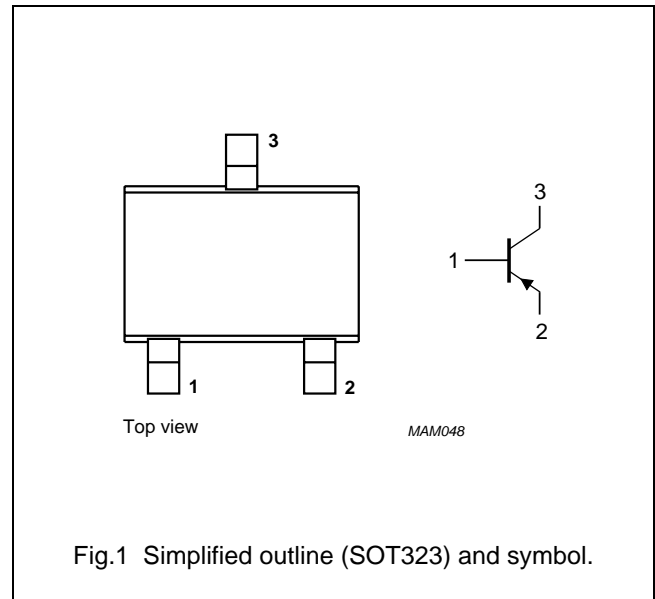 3
3
1
2
1
2
Top view
MAM048
Fig.1 Simplified outline (SOT323) and symbol.